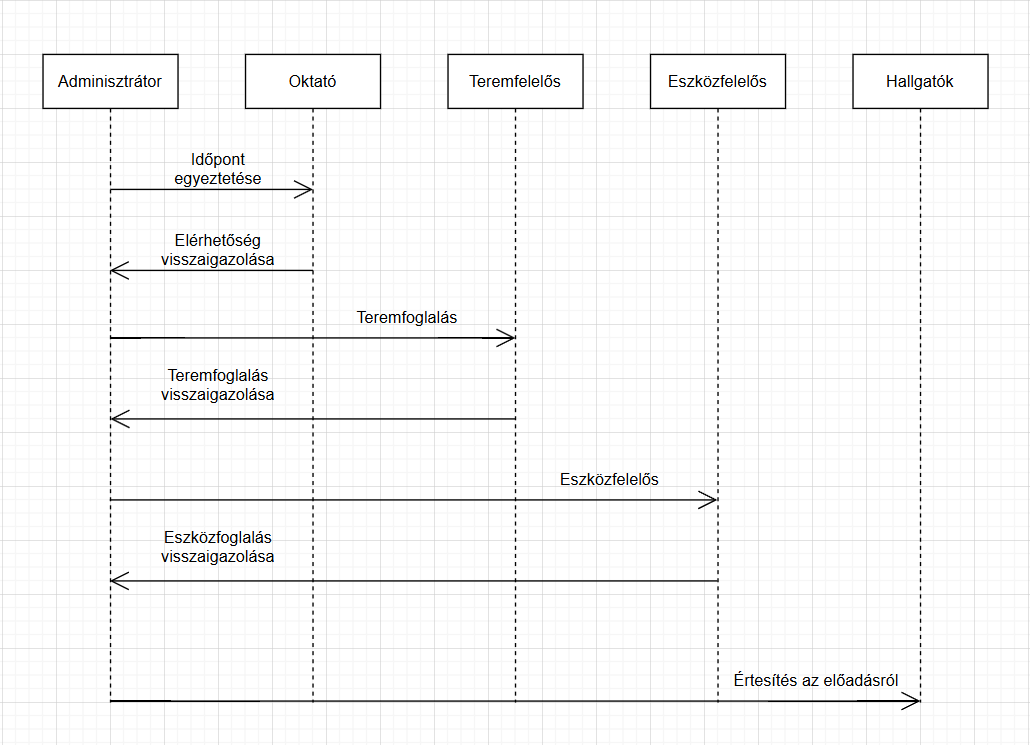 Adminisztrátor
Oktató
Teremfelelős
Eszközfelelős
Hallgatók
Időpont
egyeztetése
Elérhetőség
visszaigazolása
Teremfoglalás
Teremfoglalás
visszaigazolása
Eszközfelelős
Eszközfoglalás
visszaigazolása
Értesítés az előadásról